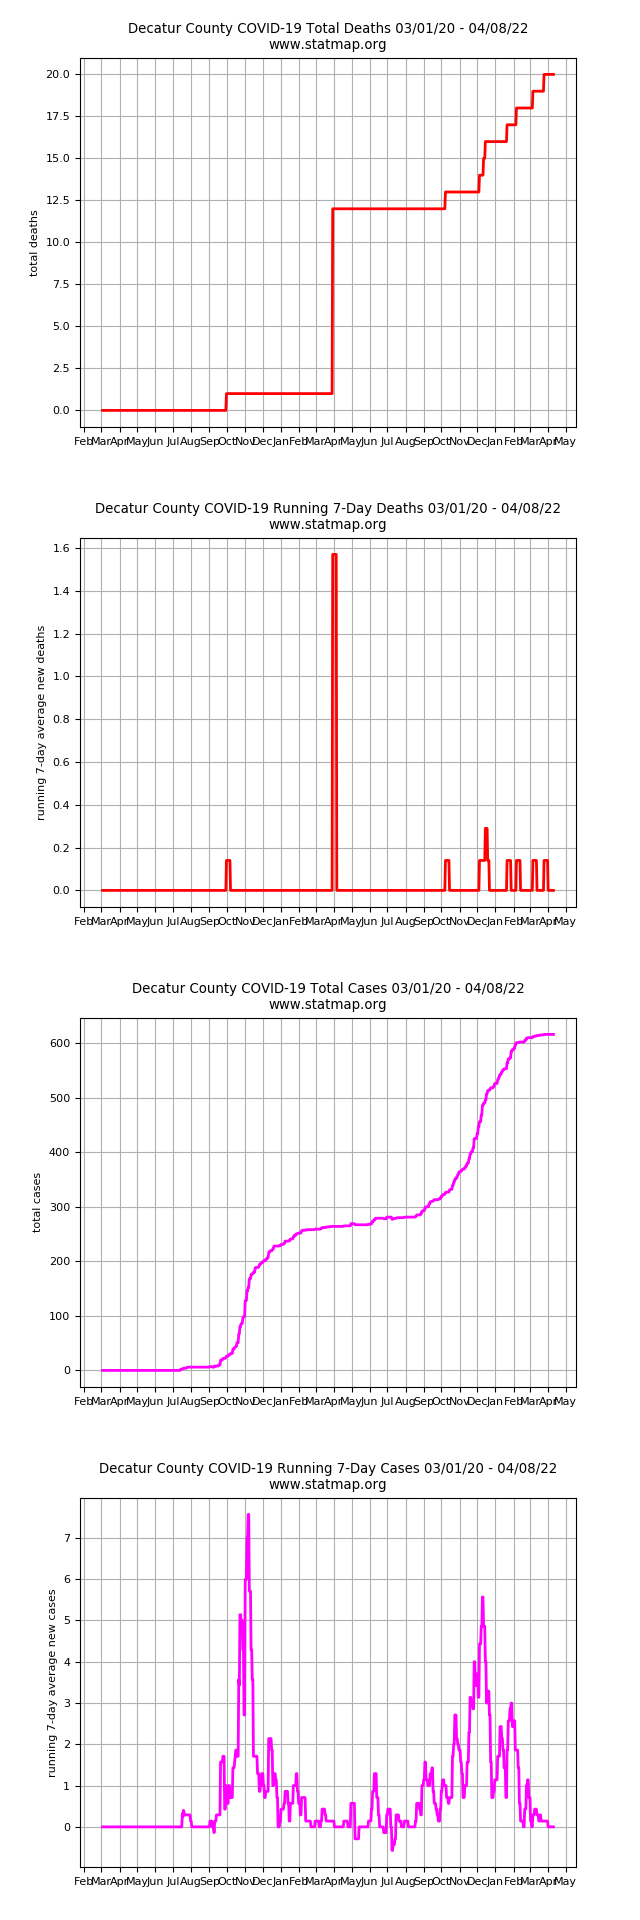 Decatur County COVID-19 Total Deaths 03/01/20 - 04/08/22
www.statmap.org
20.0
17.5
15.0
12.5
10.0
7.5
5.0
2.5
0.0
total deaths
Feb Mar Apr May Jun Jul Aug Sep Oct Nov Dec Jan Feb Mar Apr May Jun Jul Aug Sep Oct Nov Dec Jan Feb Mar Apr May
Decatur County COVID-19 Running 7-Day Deaths 03/01/20 - 04/08/22
www.statmap.org
1.6
1.4
1.2
1.0
0.8
0.6
0.4
0.2
0.0
running 7-day average new deaths
Feb Mar Apr May Jun Jul Aug Sep Oct Nov Dec Jan Feb Mar Apr May Jun Jul Aug Sep Oct Nov Dec Jan Feb Mar Apr May
Decatur County COVID-19 Total Cases 03/01/20 - 04/08/22
www.statmap.org
600
500
400
300
200
100
0
total cases
Feb Mar Apr May Jun Jul Aug Sep Oct Nov Dec Jan Feb Mar Apr May Jun Jul Aug Sep Oct Nov Dec Jan Feb Mar Apr May
Decatur County COVID-19 Running 7-Day Cases 03/01/20 - 04/08/22
www.statmap.org
7
6
5
4
3
2
1
0
running 7-day average new cases
Feb Mar Apr May Jun Jul Aug Sep Oct Nov Dec Jan Feb Mar Apr May Jun Jul Aug Sep Oct Nov Dec Jan Feb Mar Apr May